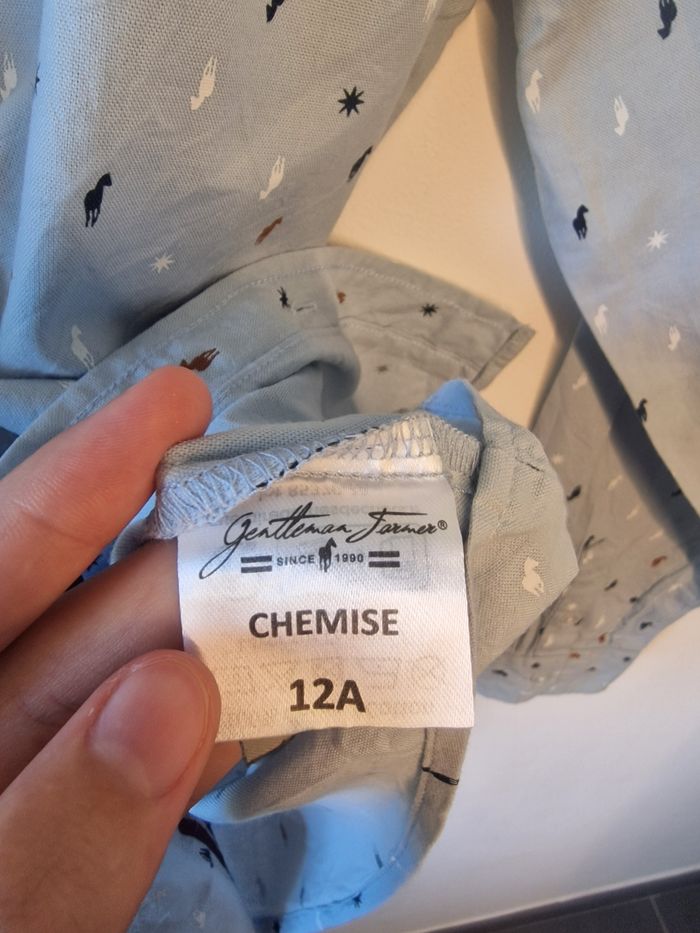 Gentleman Farmer®
SINCE 1990
CHEMISE
12A